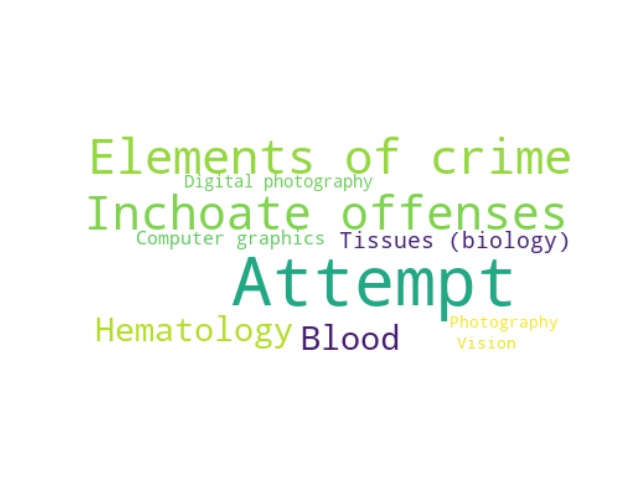 Elements of crime
Digital photography
Inchoate offenses
Computer graphics
Tissues (biology)
Attempt
Hematology
Blood
Photography
Vision